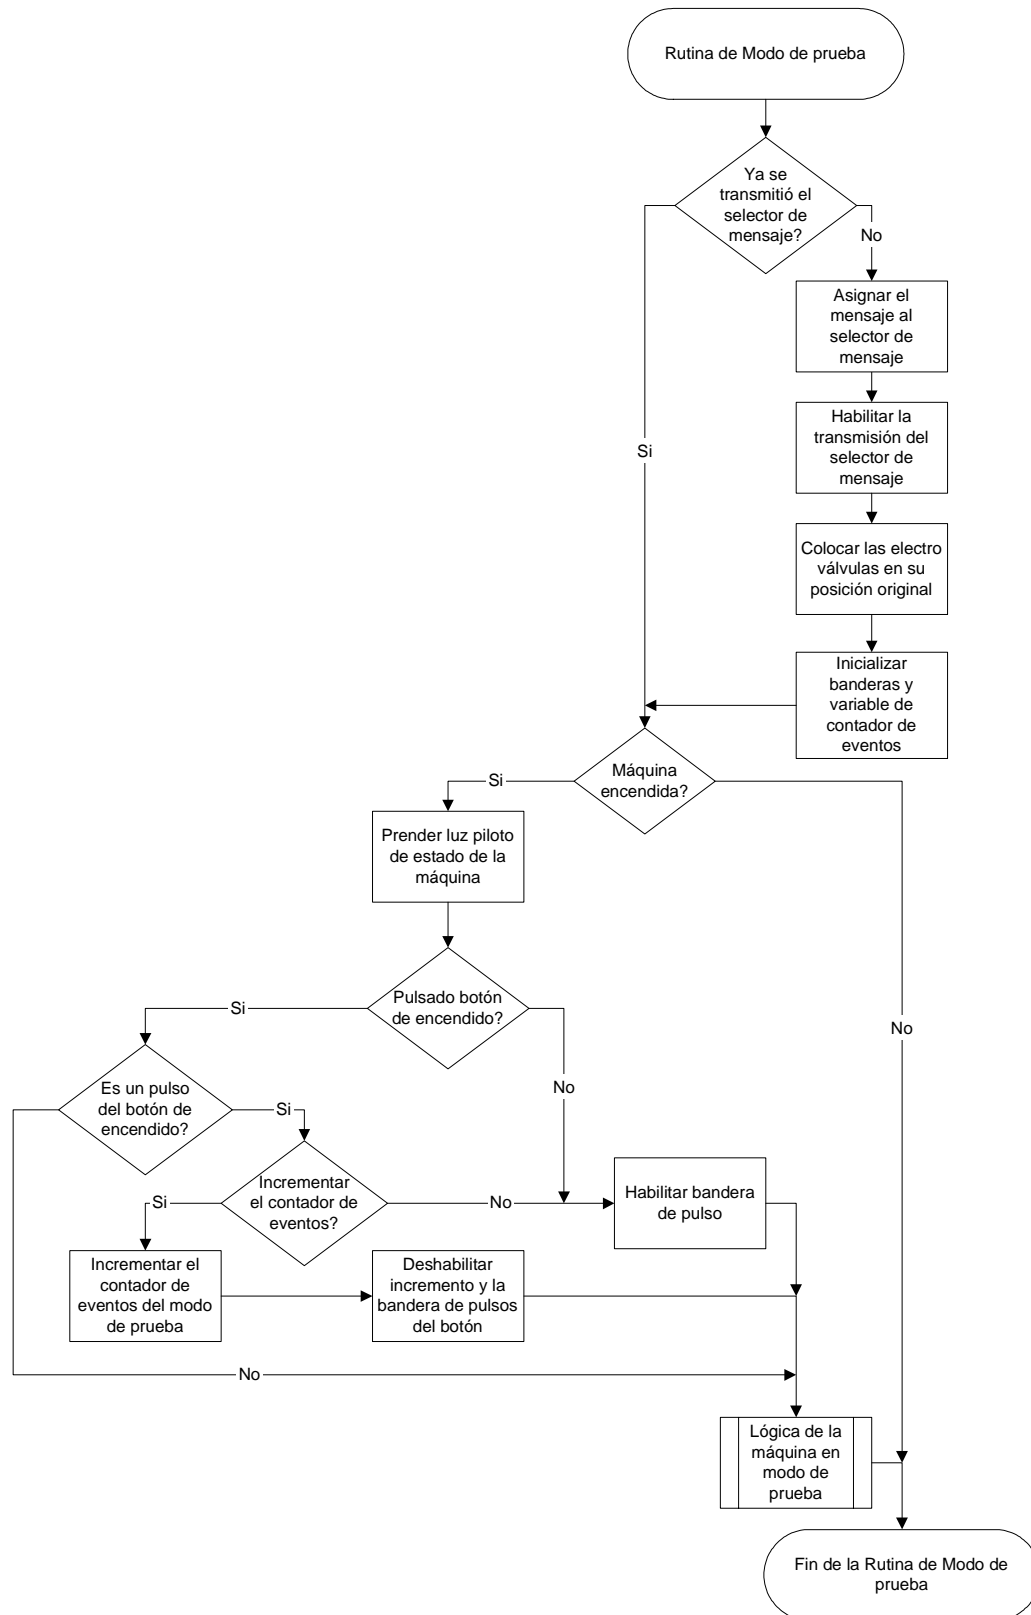 Rutina de Modo de prueba
Ya se
transmitió el
selector de
mensaje?
No
Asignar el
mensaje al
selector de
mensaje
Habilitar la
transmisión del
selector de
mensaje
Si
Colocar las electro
válvulas en su
posición original
Inicializar
banderas y
variable de
contador de
eventos
Máquina
encendida?
Si
Prender luz piloto
de estado de la
máquina
Pulsado botón
de encendido?
Si
No
No
Es un pulso
del botón de
encendido?
Si
Incrementar
el contador de
eventos?
Si
No
Habilitar bandera
de pulso
Incrementar el
contador de
eventos del modo
de prueba
Deshabilitar
incremento y la
bandera de pulsos
del botón
No
Lógica de la
máquina en
modo de
prueba
Fin de la Rutina de Modo de
prueba